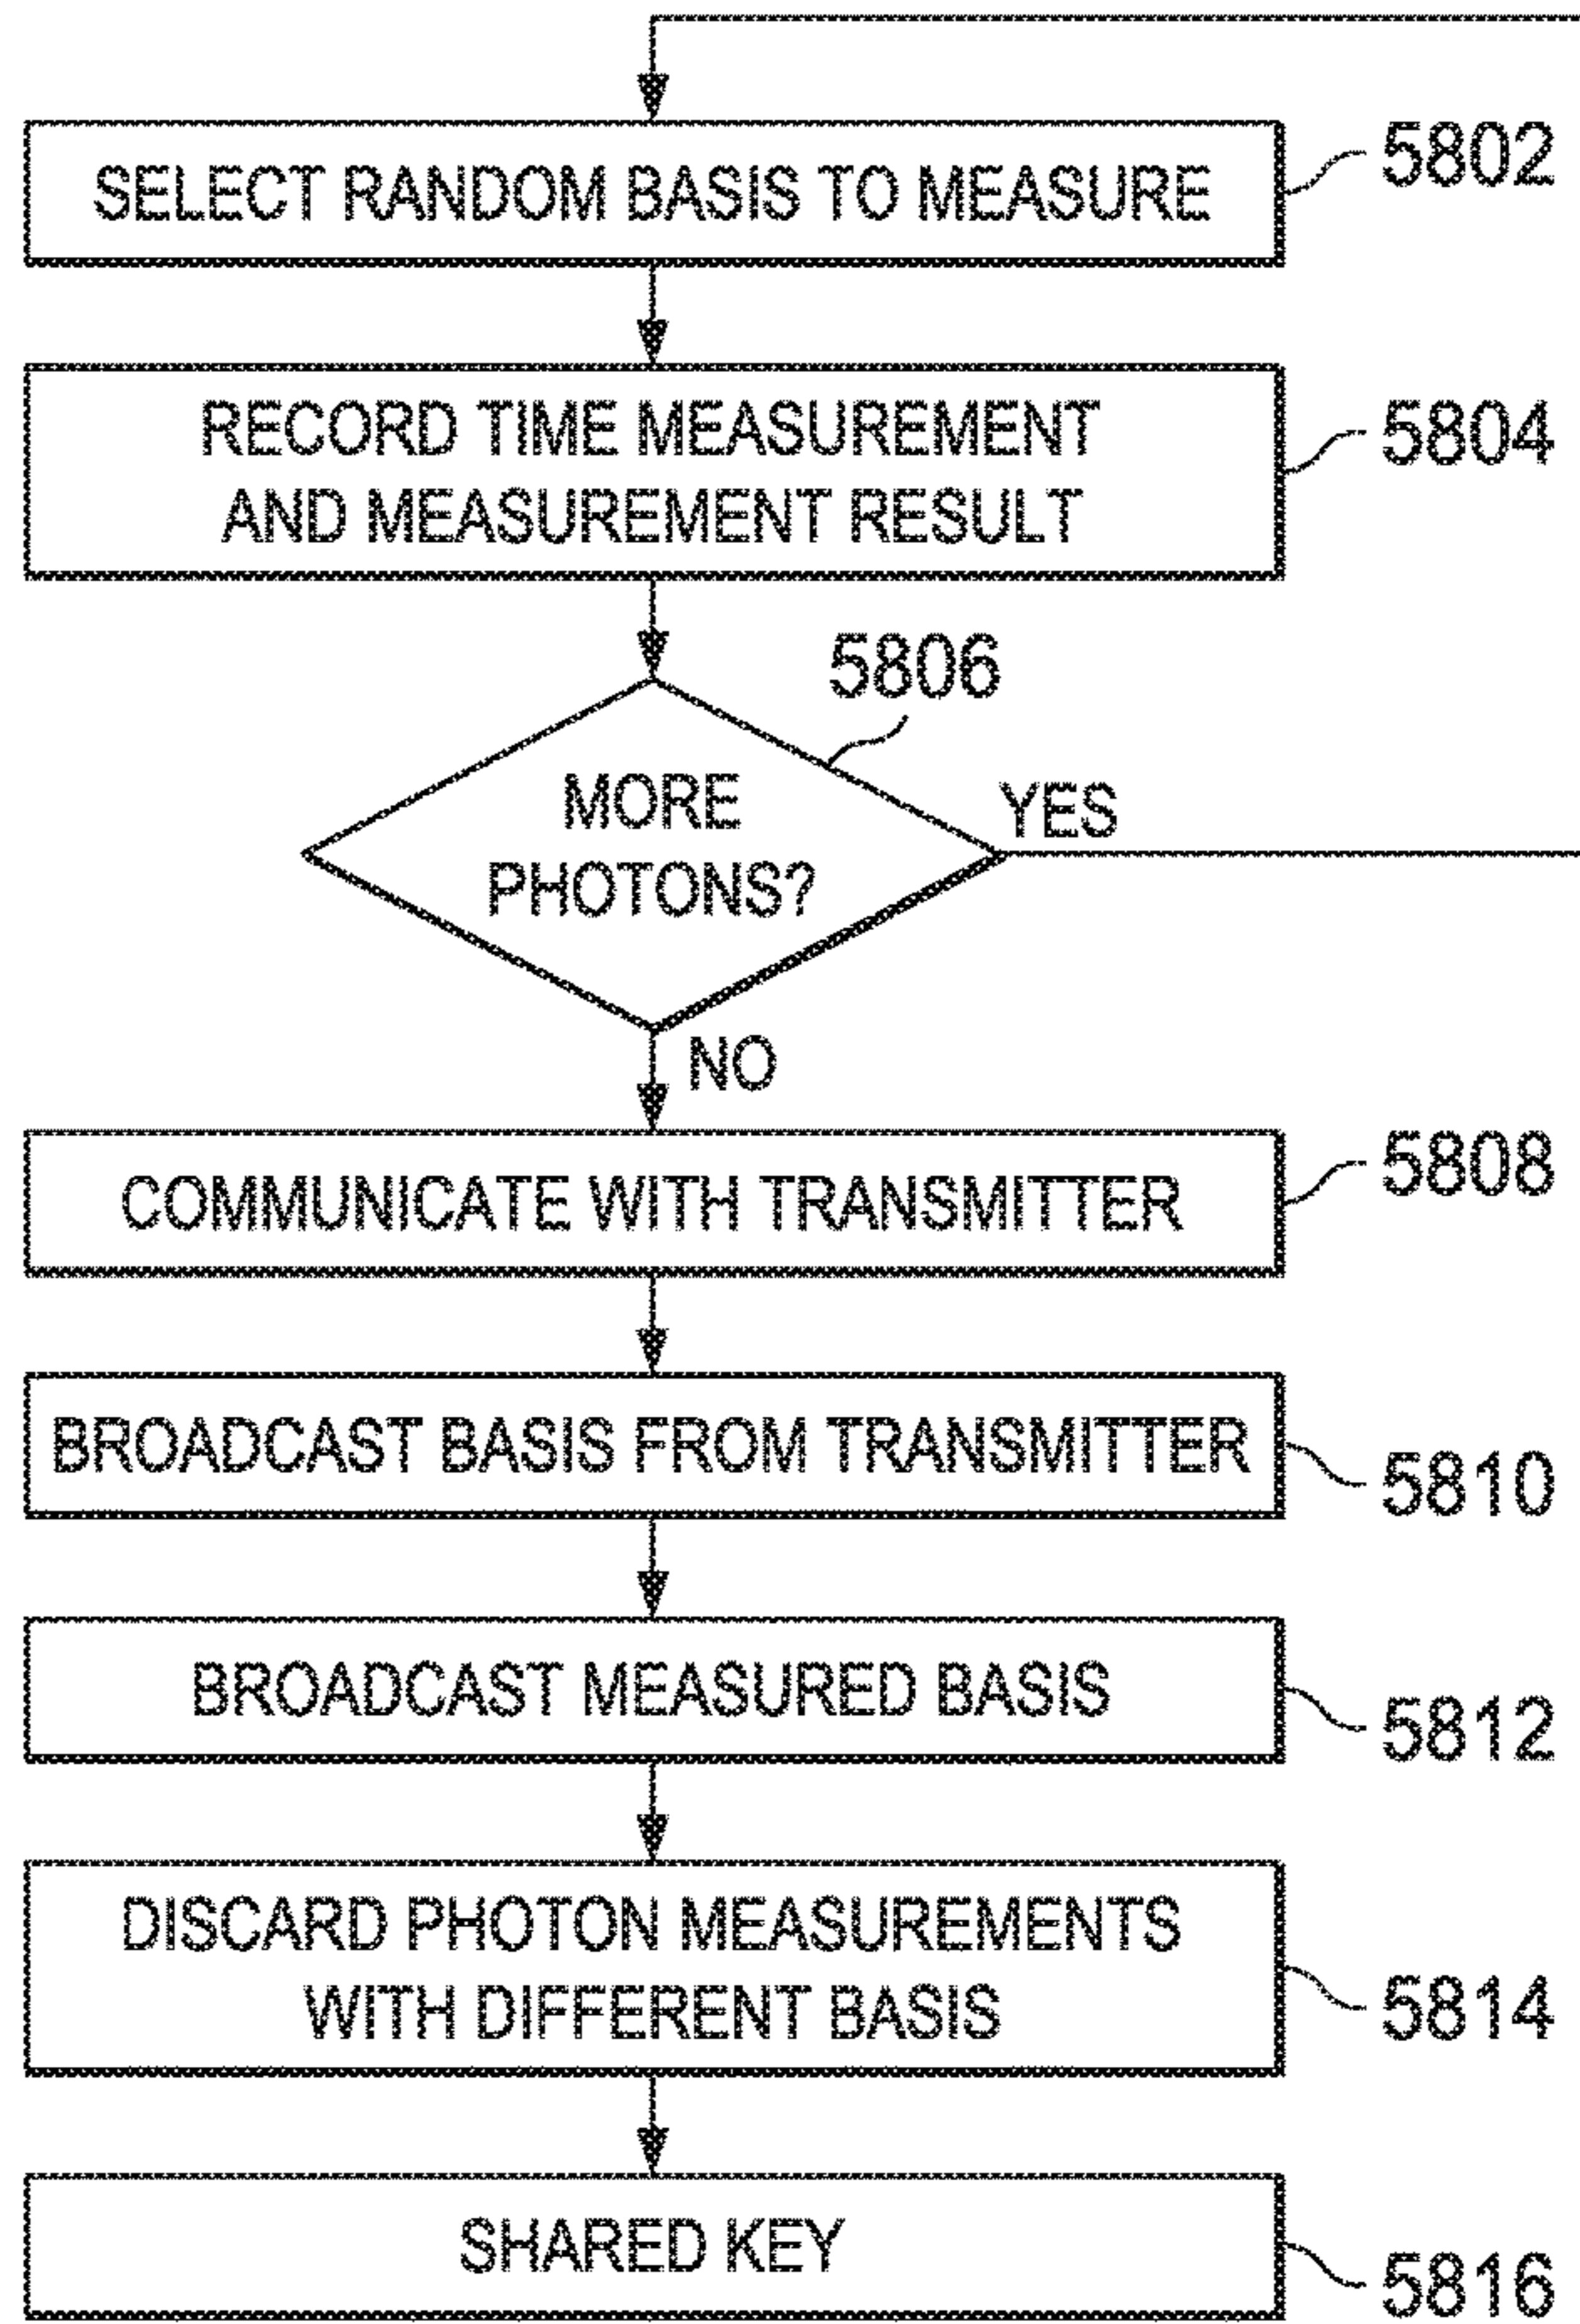 SELECT RANDOM BASIS TO MEASURE
5802
RECORD TIME MEASUREMENT
AND MEASUREMENT RESULT
5804
5806
MORE
PHOTONS?
YES
NO
COMMUNICATE WITH TRANSMITTER
5808
BROADCAST BASIS FROM TRANSMITTER
5810
BROADCAST MEASURED BASIS
5812
DISCARD PHOTON MEASUREMENTS
WITH DIFFERENT BASIS
5814
SHARED KEY
5816